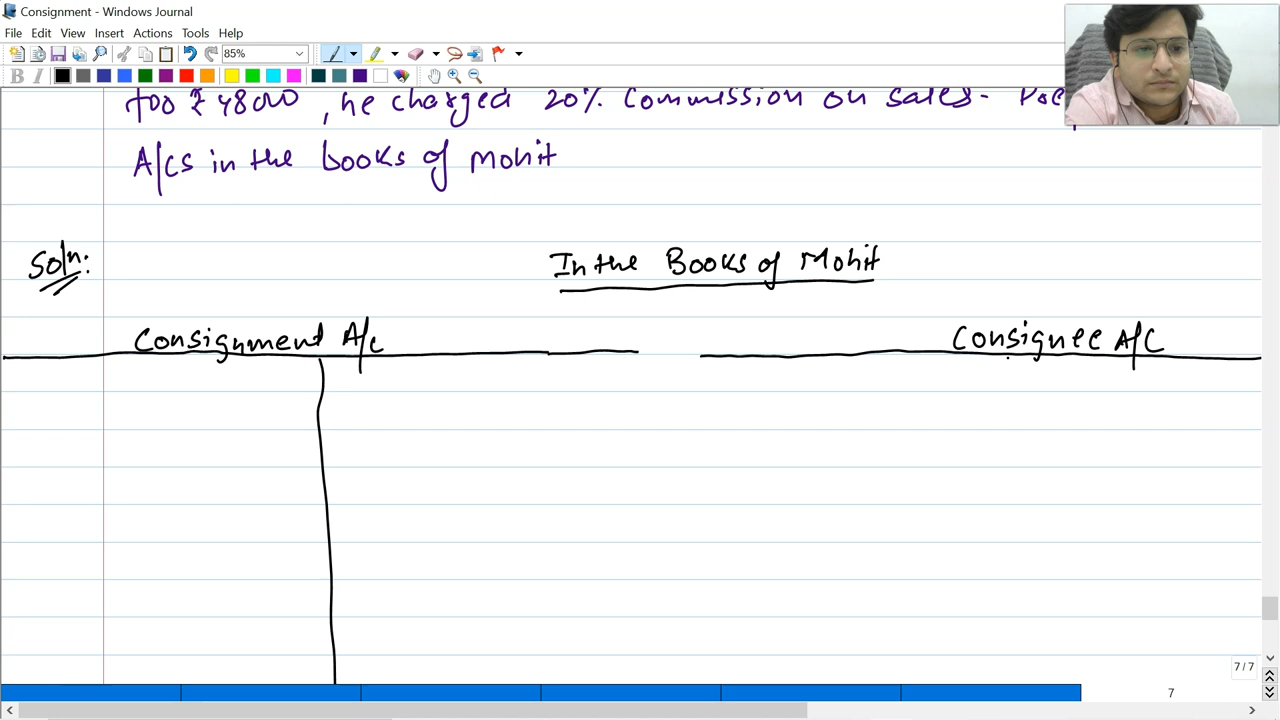 Consignment - Windows Journal
File Edit View Insert Actions Tools Help
85%
B I
for ₹ 48000, he charged 20% Commission on sales.
A/cs in the books of Mohit
Soln:
In the Books of Mohit
Consignment A/c
Consignee A/C
7 / 7
7